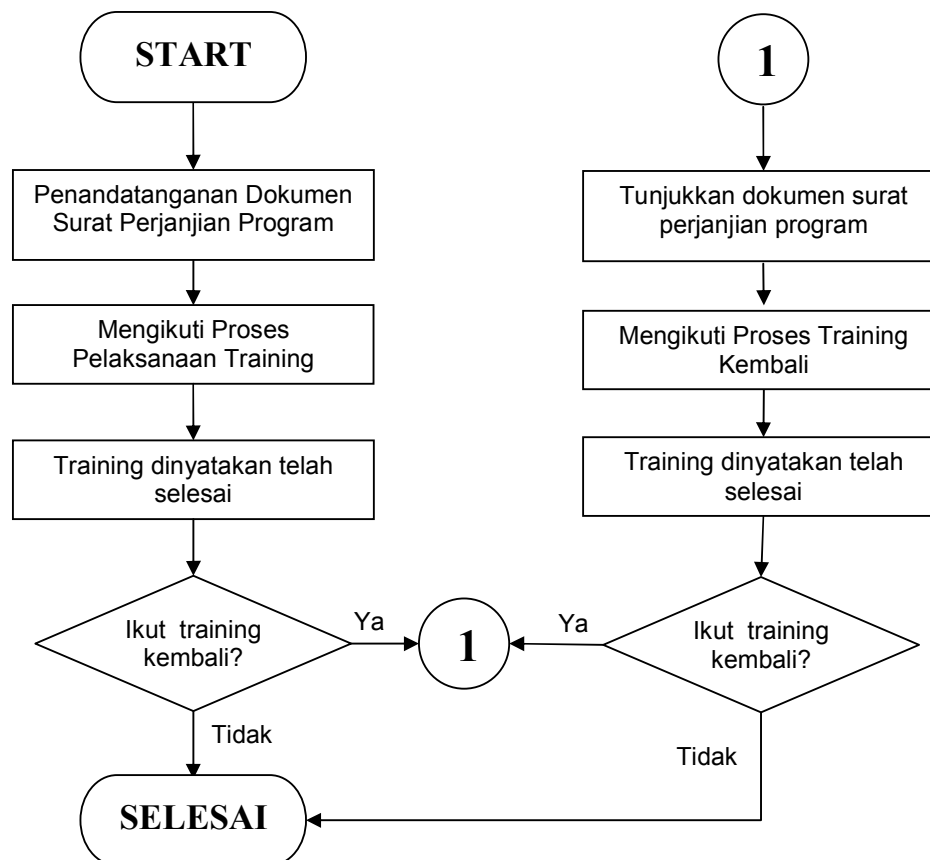 START
Penandatanganan Dokumen
Surat Perjanjian Program
Mengikuti Proses
Pelaksanaan Training
Training dinyatakan telah
selesai
Ikut training
kembali?
Ya
1
Tidak
SELESAI
1
Tunjukkan dokumen surat
perjanjian program
Mengikuti Proses Training
Kembali
Training dinyatakan telah
selesai
Ikut training
kembali?
Ya
Tidak